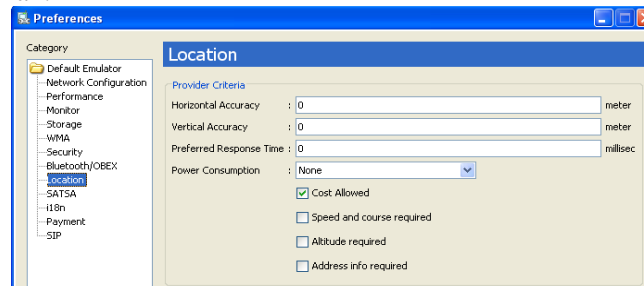 Preferences
Category
Default Emulator
Network Configuration
Performance
Monitor
Storage
WMA
Security
Bluetooth/OBEX
Location
SATSA
i18n
Payment
SIP
Location
Provider Criteria
Horizontal Accuracy : 0 meter
Vertical Accuracy : 0 meter
Preferred Response Time : 0 millisec
Power Consumption : None
Cost Allowed
Speed and course required
Altitude required
Address info required